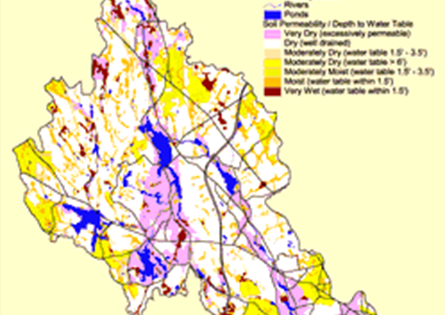 Rivers
Ponds
Soil Permeability / Depth to Water Table
Very Dry (excessively permeable)
Dry (well drained)
Moderately Dry (water table 1.5' - 3.5')
Moderately Dry (water table > 6')
Moderately Moist (water table 1.5' - 3.5')
Moist (water table within 1.5')
Very Wet (water table within 1.5')